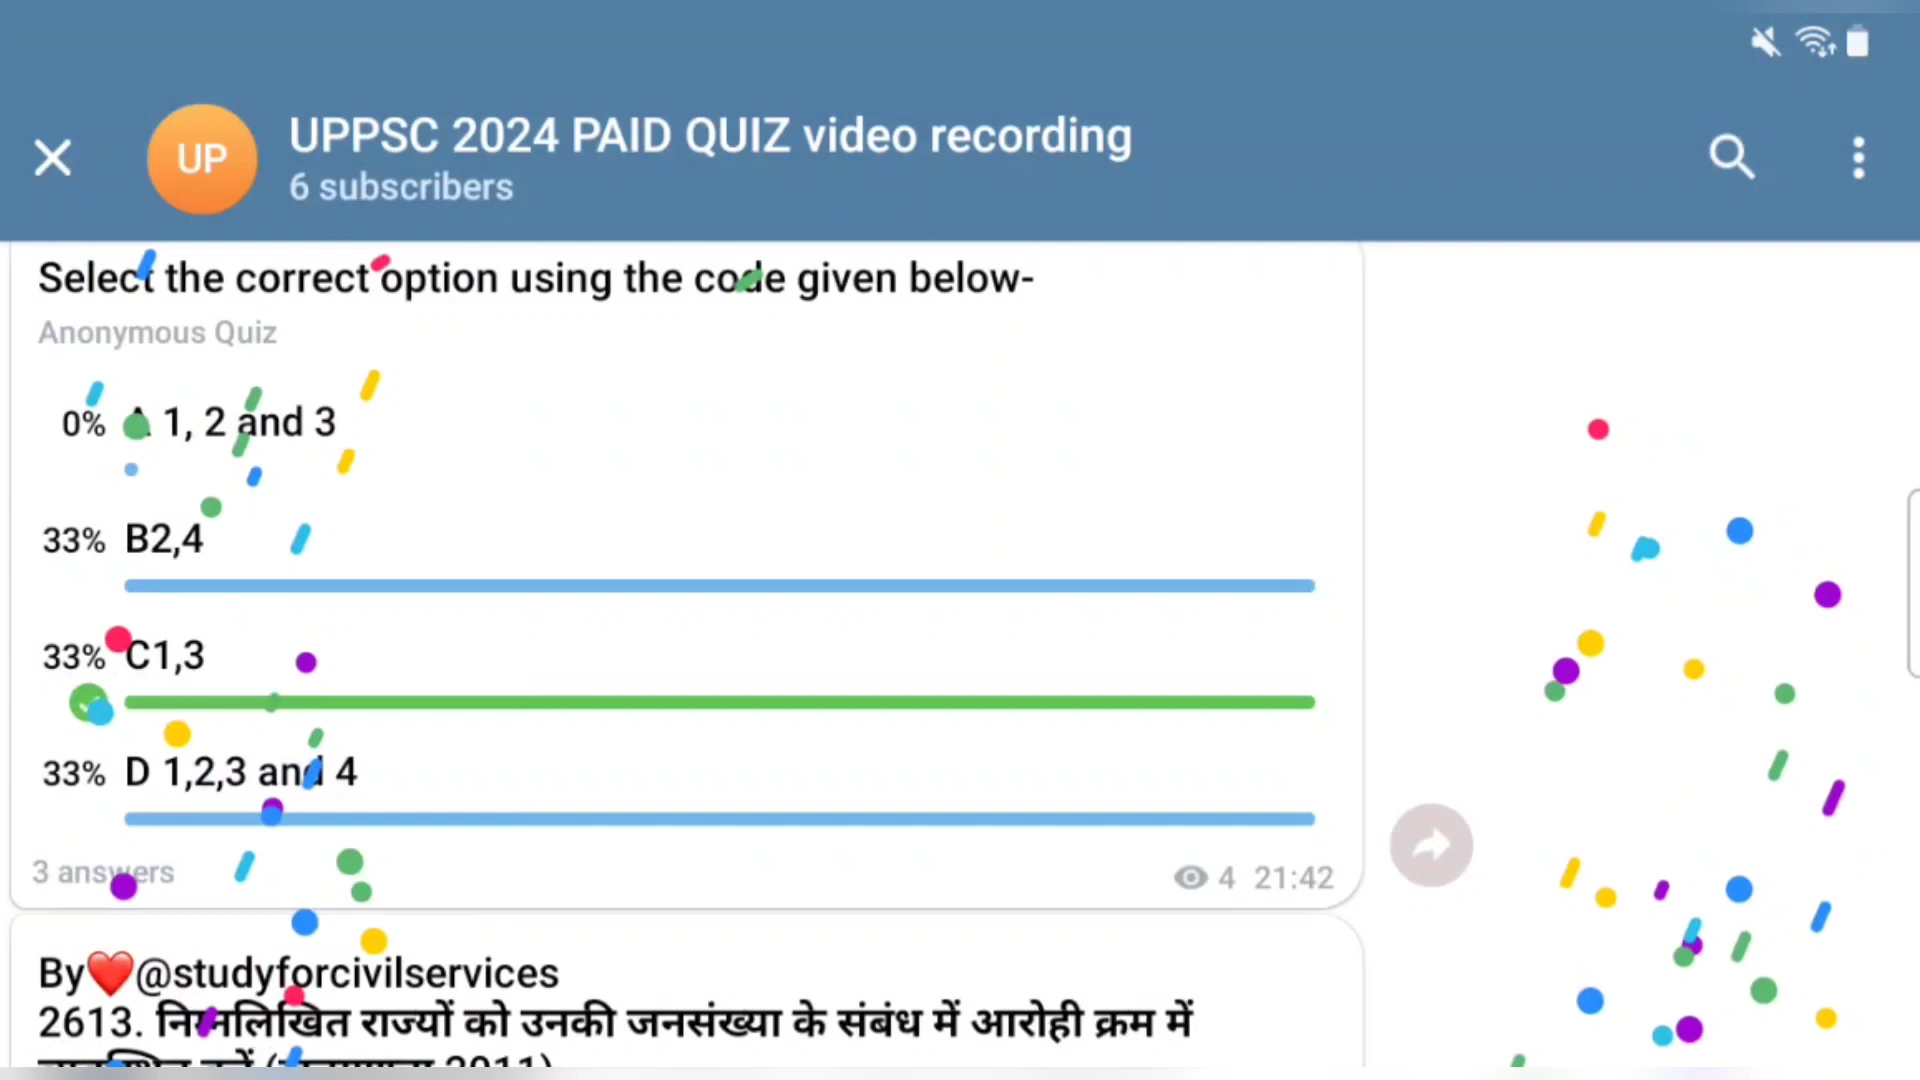 UP
UPPSC 2024 PAID QUIZ video recording
6 subscribers
Select the correct option using the code given below-
Anonymous Quiz
0% A 1, 2 and 3
33% B2,4
33% C1,3
33% D 1,2,3 and 4
3 answers
4 21:42
By❤️@studyforcivilservices
2613. निम्नलिखित राज्यों को उनकी जनसंख्या के संबंध में आरोही क्रम में